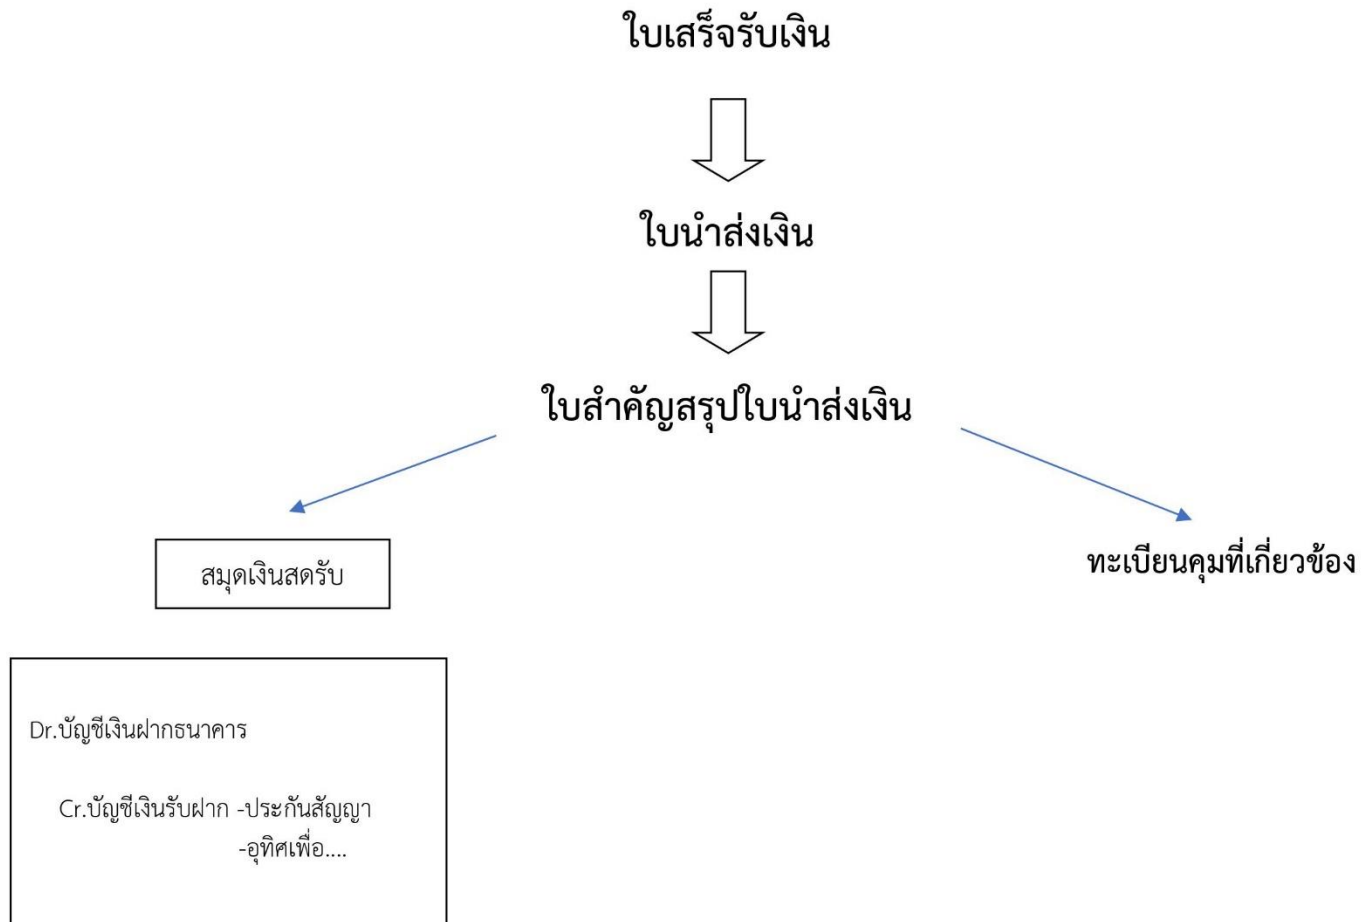 ใบเสร็จรับเงิน
ใบนำส่งเงิน
ใบสำคัญสรุปใบนำส่งเงิน
สมุดเงินสดรับ
ทะเบียนคุมที่เกี่ยวข้อง
Dr.บัญชีเงินฝากธนาคาร
Cr.บัญชีเงินรับฝาก -ประกันสัญญา
-อุทิศเพื่อ....